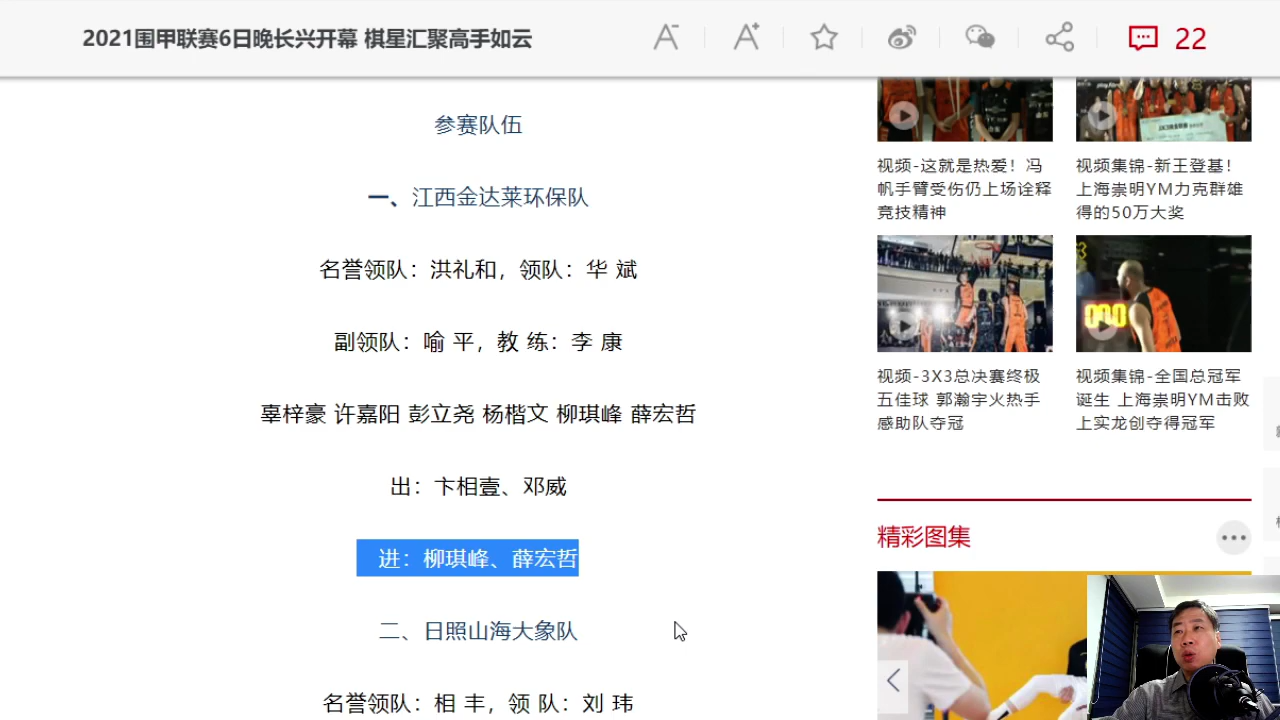 2021围甲联赛6日晚长兴开幕 棋星汇聚高手如云
A-
A+
22
参赛队伍
一、江西金达莱环保队
名誉领队：洪礼和，领队：华 斌
副领队：喻 平，教 练：李 康
辜梓豪 许嘉阳 彭立尧 杨楷文 柳琪峰 薛宏哲
出：卞相壹、邓威
进：柳琪峰、薛宏哲
二、日照山海大象队
名誉领队：相 丰，领 队：刘 玮
视频-这就是热爱！冯
帆手臂受伤仍上场诠释
竞技精神
视频集锦-新王登基！
上海崇明YM力克群雄
得的50万大奖
视频-3X3总决赛终极
五佳球 郭瀚宇火热手
感助队夺冠
视频集锦-全国总冠军
诞生 上海崇明YM击败
上实龙创夺得冠军
精彩图集